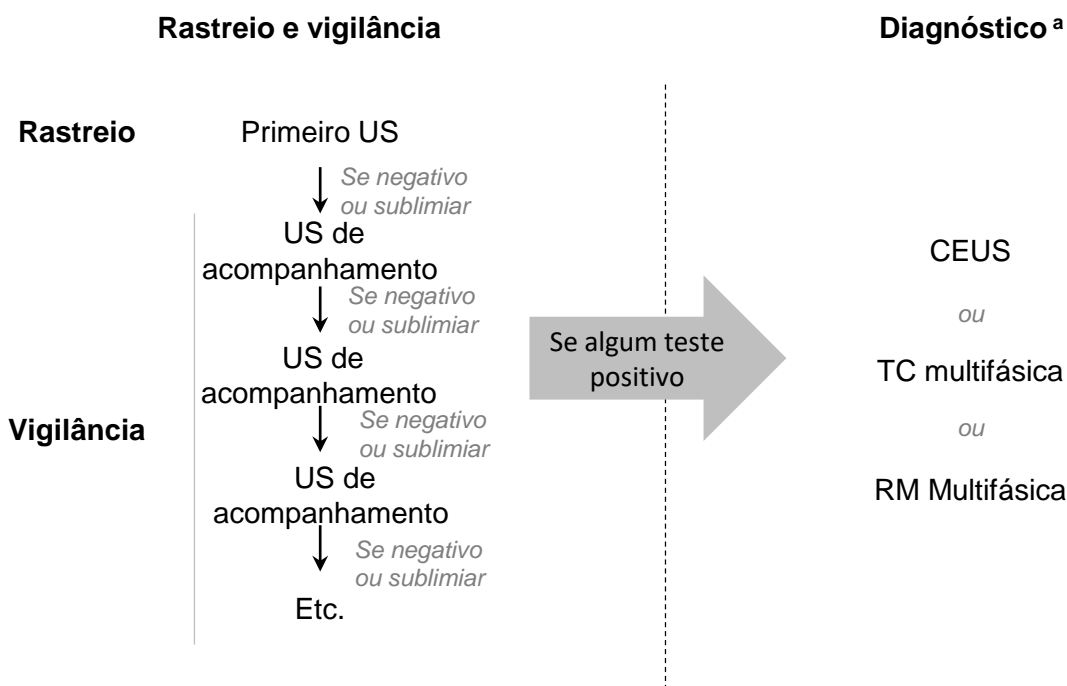 Rastreio e vigilância
Diagnóstico ᵃ
Rastreio
Primeiro US
Se negativo
ou sublimiar
US de
acompanhamento
Se negativo
ou sublimiar
US de
acompanhamento
Vigilância
Se negativo
ou sublimiar
US de
acompanhamento
Se negativo
ou sublimiar
Etc.
Se algum teste
positivo
CEUS
ou
TC multifásica
ou
RM Multifásica